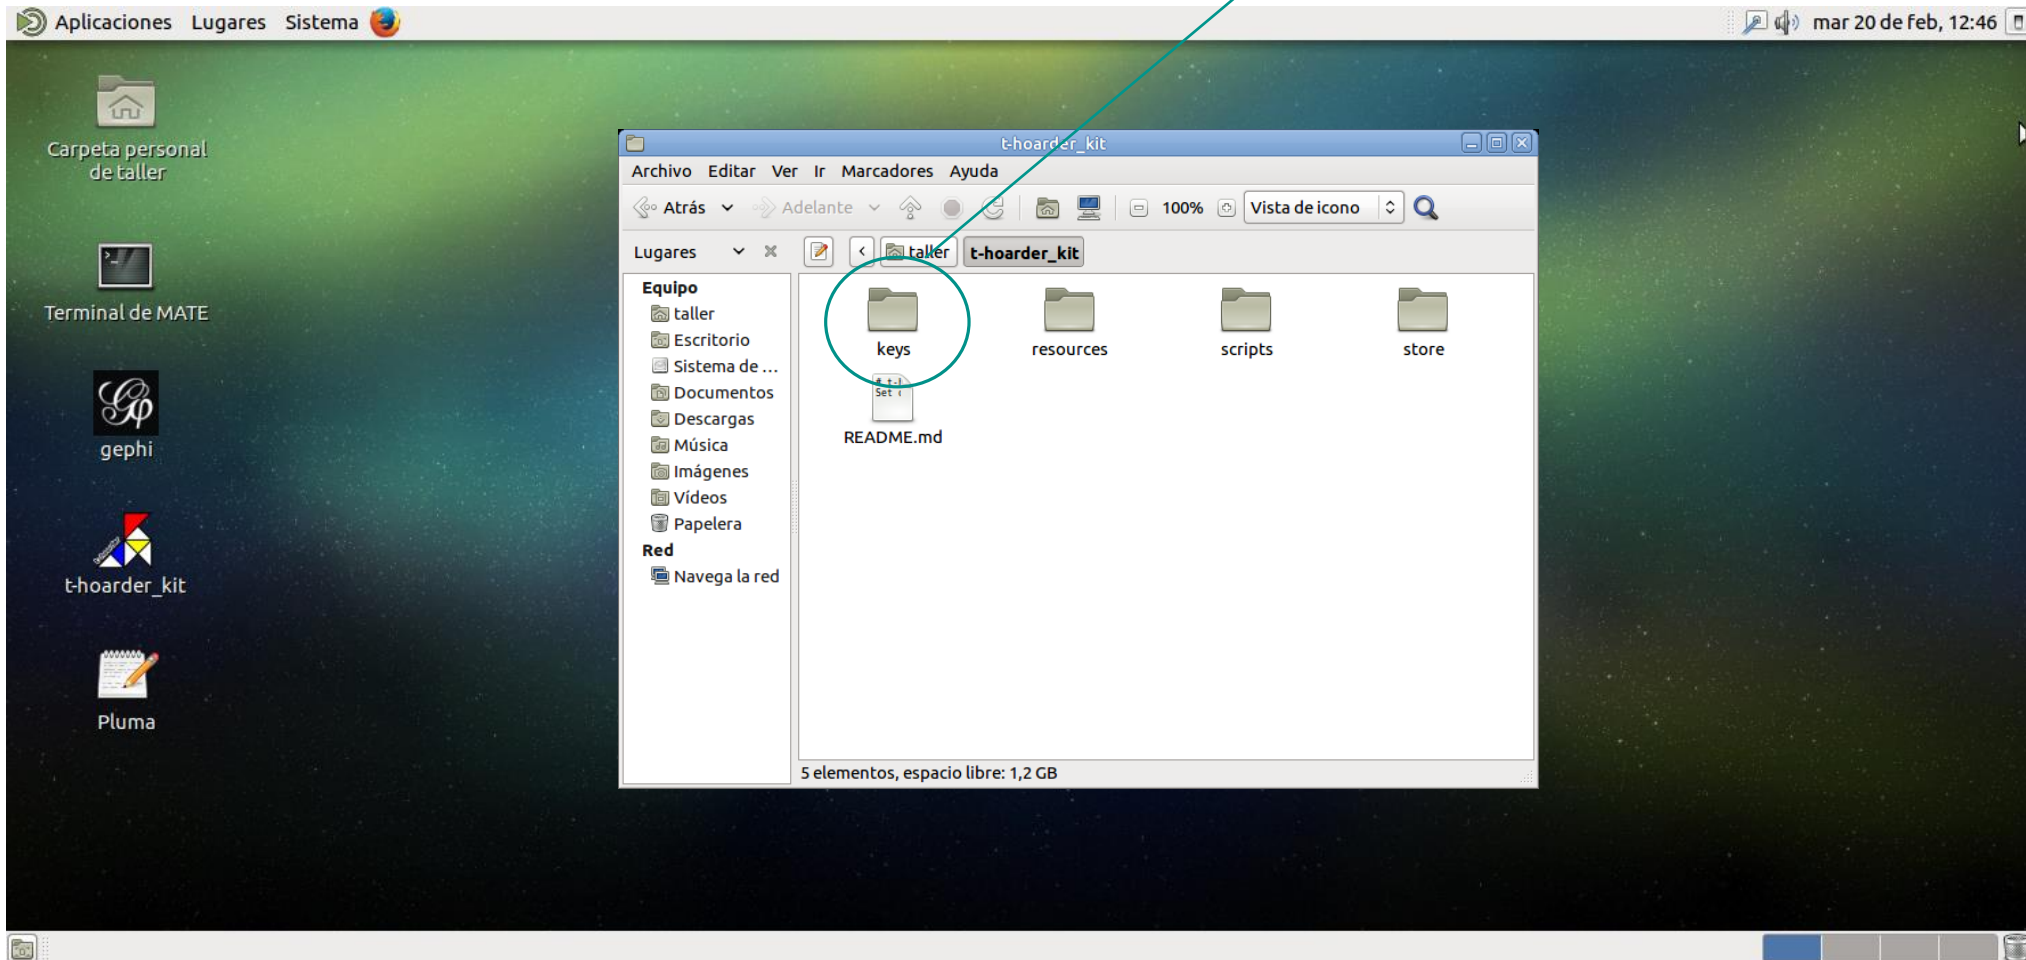 Aplicaciones Lugares Sistema
mar 20 de feb, 12:46
Carpeta personal
de taller
Terminal de MATE
gephi
t-hoarder_kit
Pluma
t-hoarder_kit
Archivo Editar Ver Ir Marcadores Ayuda
Atrás Adelante 100% Vista de icono
Lugares taller t-hoarder_kit
Equipo
taller
Escritorio
Sistema de ...
Documentos
Descargas
Música
Imágenes
Vídeos
Papelera
Red
Navega la red
keys resources scripts store
Set
README.md
5 elementos, espacio libre: 1,2 GB